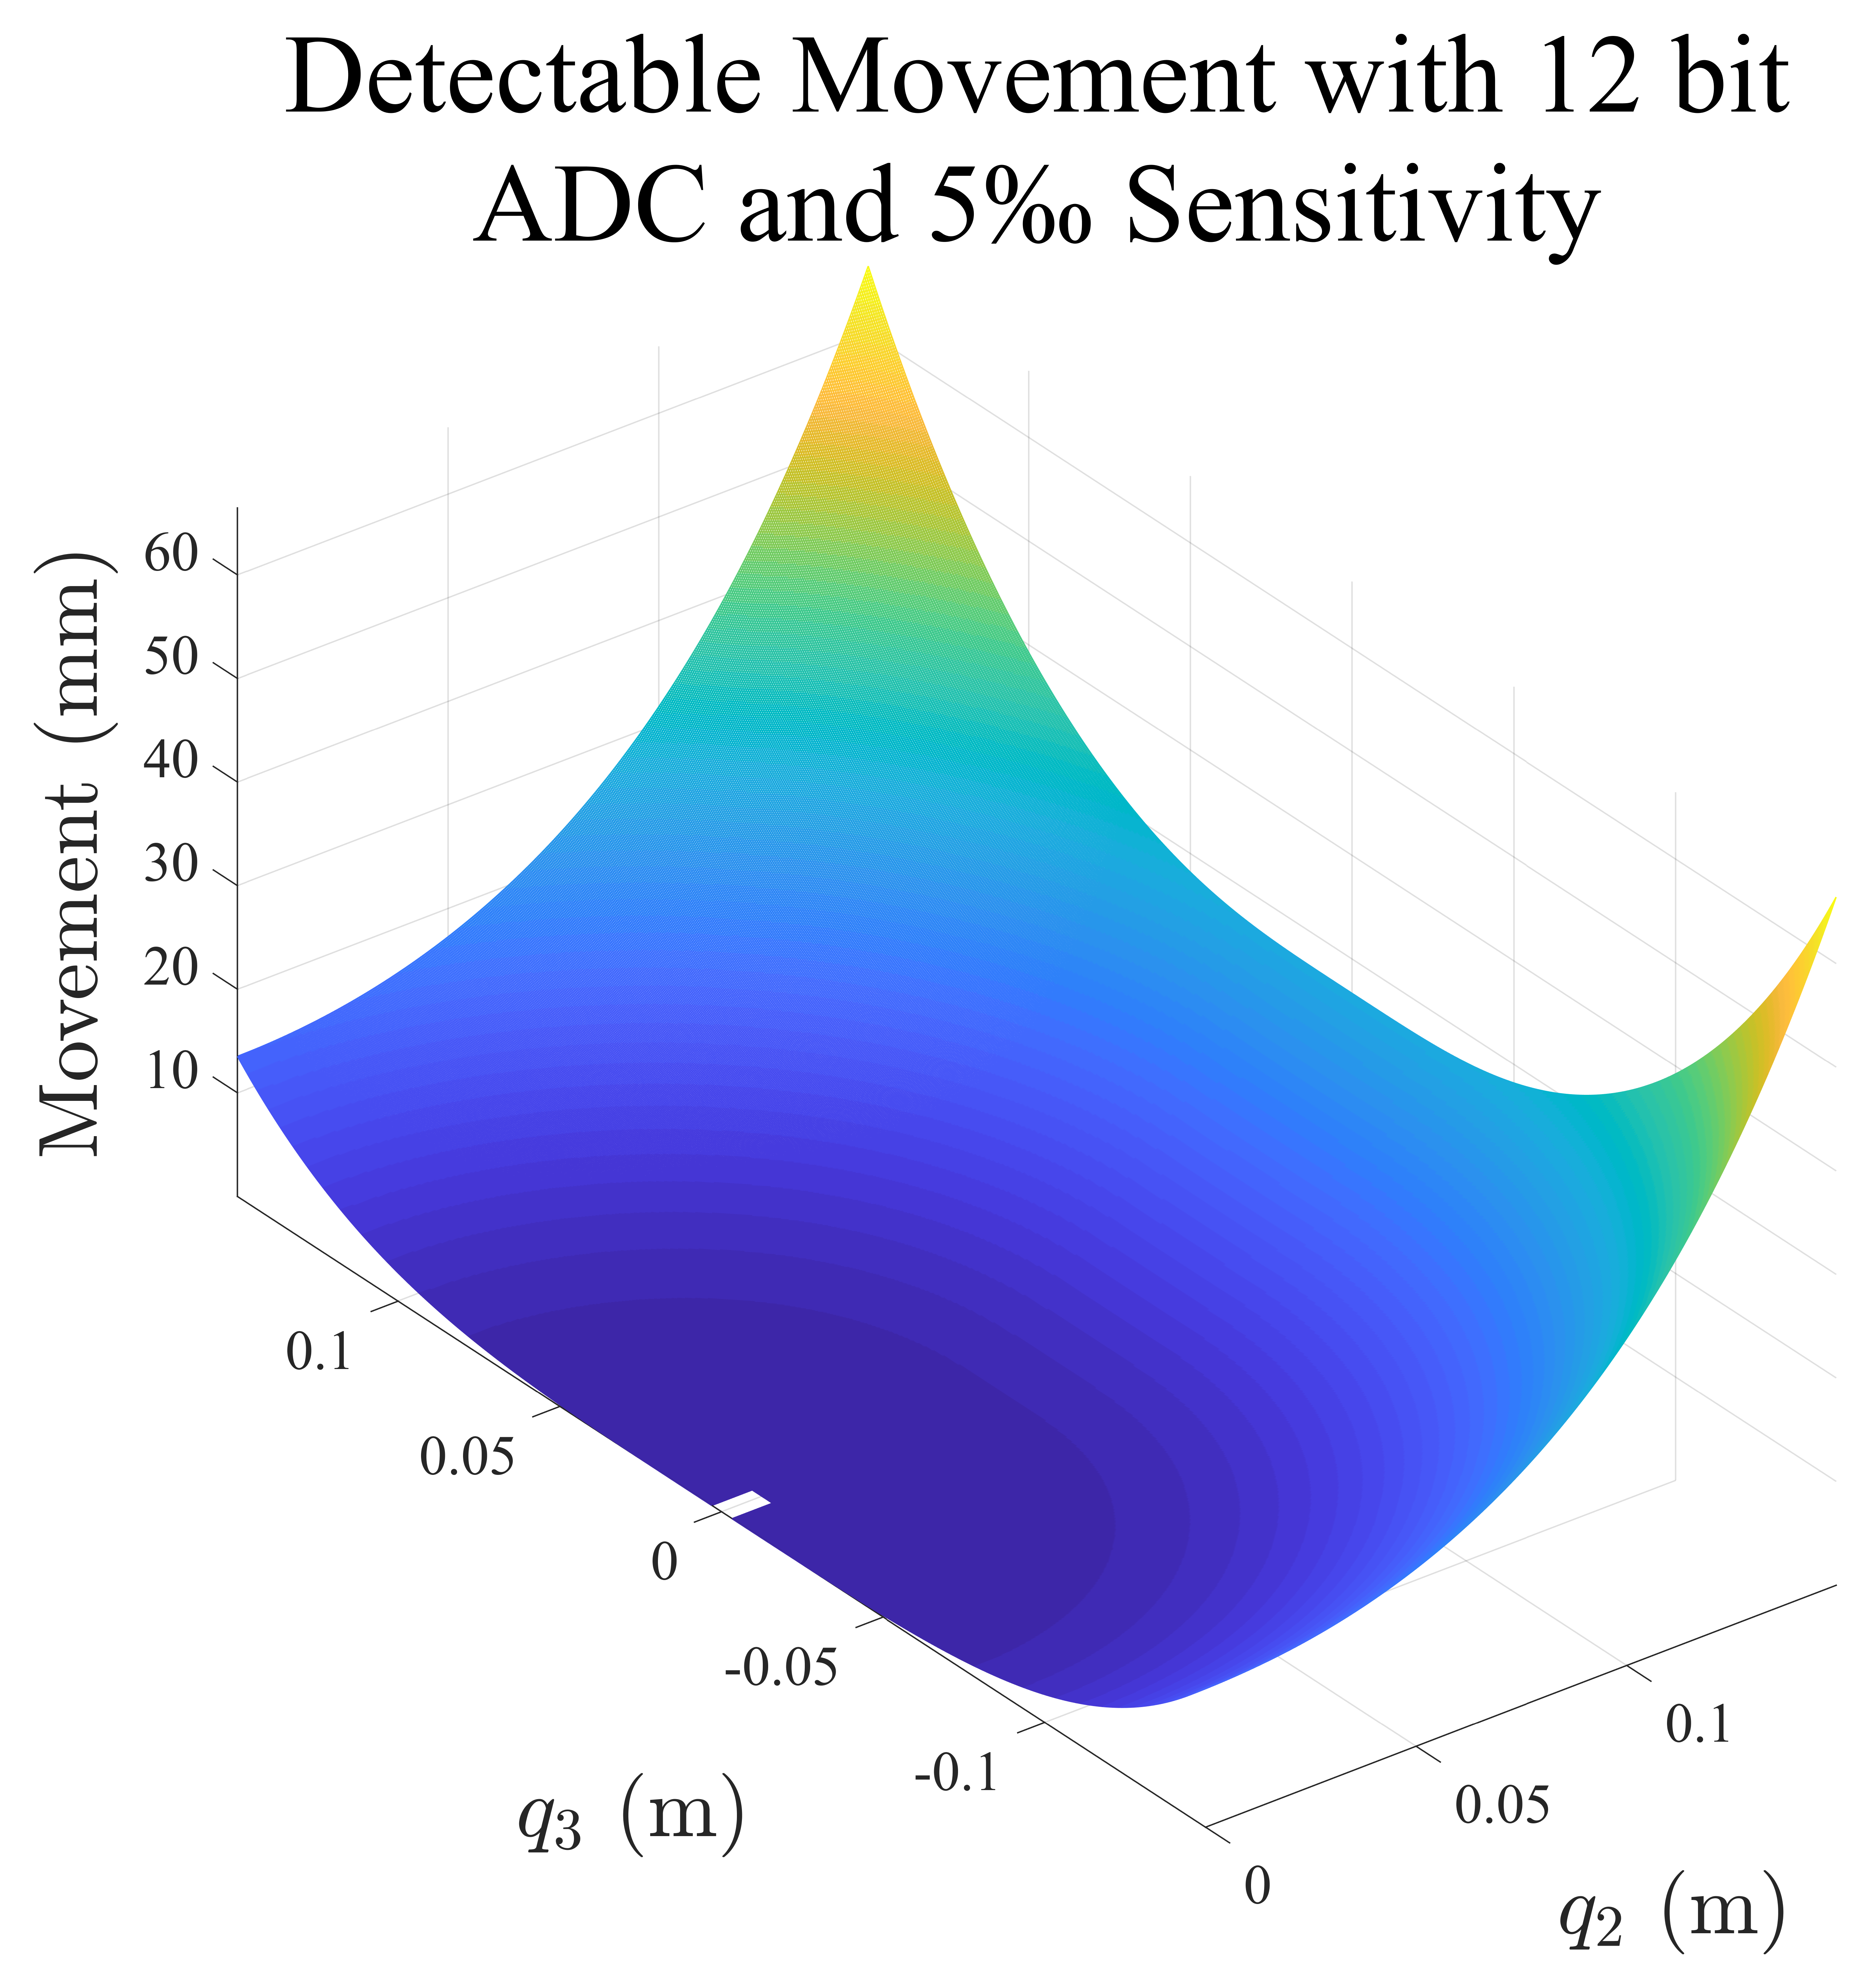 Detectable Movement with 12 bit
ADC and 5‰ Sensitivity
Movement (mm)
60
50
40
30
20
10
0.1
0.05
0
-0.05
-0.1
q3 (m)
0.1
0.05
0
q2 (m)